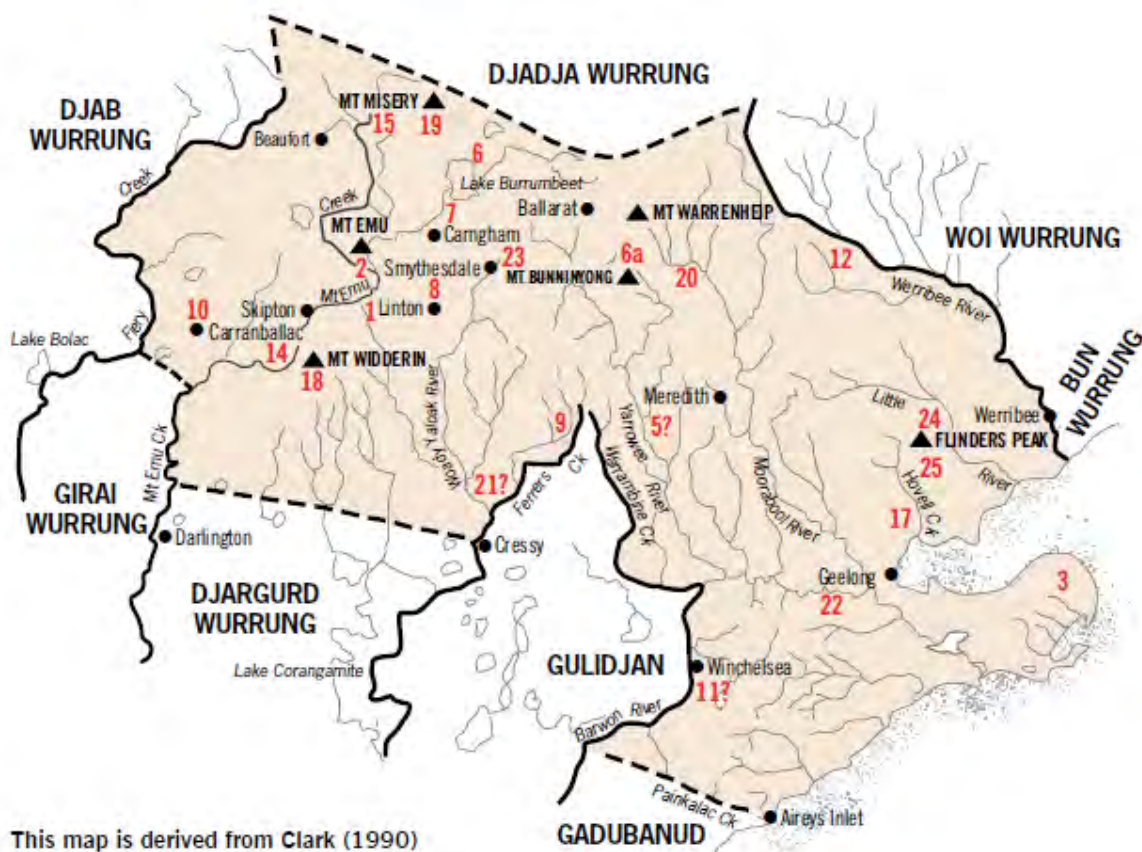 DJADJA WURRUNG
DJAB
WURRUNG
MT MISERY
15
19
Beaufort
6
Creek
Lake Burrumbeet
Creek
Ballarat
MT WARRENHEIP
7
MT EMU
Carngham
WOI WURRUNG
23
6a
12
2
Smythesdale
MT BUNNINYONG
20
8
Mt Emu
Werribee River
10
Skipton
1
Linton
Fiery
Carranballac
Lake Bolac
14
MT WIDDERIN
18
BUN
WURRUNG
Meredith
Little
24
Werribee
Woady Yaloak River
9
Yarrowee River
5?
FLINDERS PEAK
25
Mt Emu Ck
Warrambine Ck
Moorabool River
River
21?
Ferrers Ck
Hovell Ck
GIRAI
WURRUNG
17
Darlington
Cressy
Geelong
3
DJARGURD
WURRUNG
22
Lake Corangamite
GULIDJAN
Winchelsea
11?
Barwon River
Painkalac Ck
Aireys Inlet
GADUBANUD
This map is derived from Clark (1990)